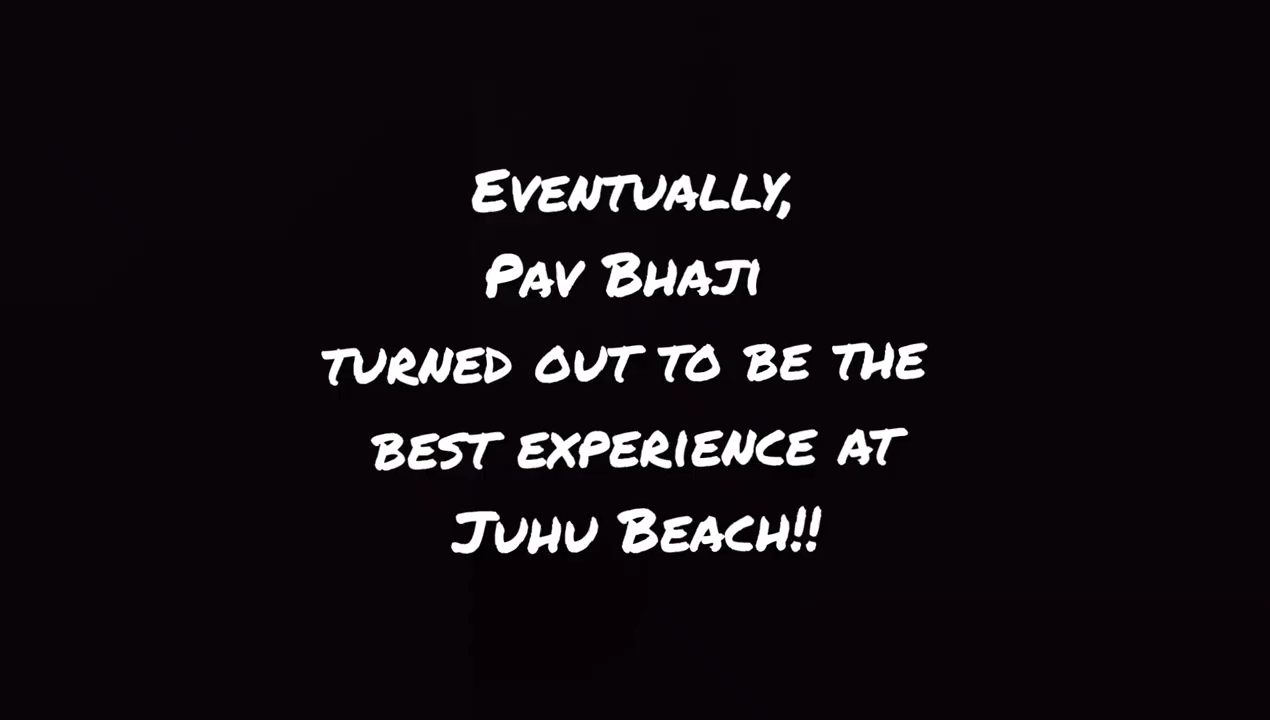 Eventually,
Pav Bhaji
turned out to be the
best experience at
Juhu Beach!!